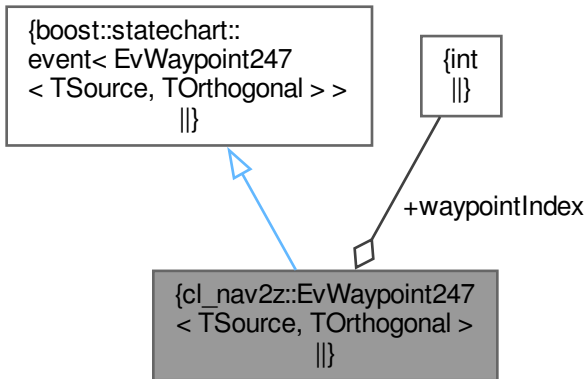 {boost::statechart::
event< EvWaypoint247
< TSource, TOrthogonal > >
||}
{int
||}
+waypointIndex
{cl_nav2z::EvWaypoint247
< TSource, TOrthogonal >
||}